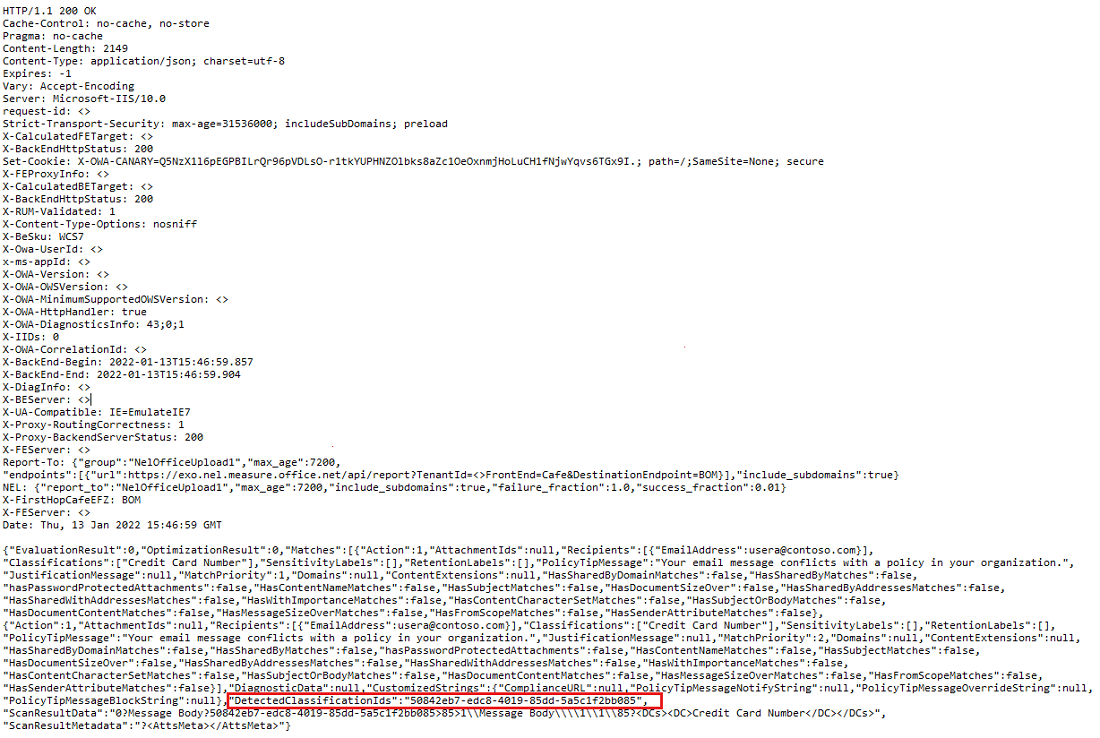 HTTP/1.1 200 OK
Cache-Control: no-cache, no-store
Pragma: no-cache
Content-Length: 2149
Content-Type: application/json; charset=utf-8
Expires: -1
Vary: Accept-Encoding
Server: Microsoft-IIS/10.0
request-id: <>
Strict-Transport-Security: max-age=31536000; includeSubDomains; preload
X-CalculatedFETarget: <>
X-BackEndHttpStatus: 200
Set-Cookie: X-OWA-CANARY=Q5NzX1l6pEGPBILrQr96pVDLsO-r1tkYUPHNZOlbks8aZc1OeOxnmjHoLuCH1fNjwYqvs6TGx9I.; path=/;SameSite=None; secure
X-FEProxyInfo: <>
X-CalculatedBETarget: <>
X-BackEndHttpStatus: 200
X-RUM-Validated: 1
X-Content-Type-Options: nosniff
X-BeSku: WCS7
X-Owa-UserId: <>
x-ms-appId: <>
X-OWA-Version: <>
X-OWA-OWSVersion: <>
X-OWA-MinimumSupportedOWSVersion: <>
X-OWA-HttpHandler: true
X-OWA-DiagnosticsInfo: 43;0;1
X-IIDs: 0
X-OWA-CorrelationId: <>
X-BackEnd-Begin: 2022-01-13T15:46:59.857
X-BackEnd-End: 2022-01-13T15:46:59.904
X-DiagInfo: <>
X-BEServer: <>
X-UA-Compatible: IE=EmulateIE7
X-Proxy-RoutingCorrectness: 1
X-Proxy-BackendServerStatus: 200
X-FEServer: <>
Report-To: {"group":"NelOfficeUpload1","max_age":7200,
"endpoints":[{"url":https://exo.nel.measure.office.net/api/report?TenantId=<>FrontEnd=Cafe&DestinationEndpoint=BOM}],"include_subdomains":true}
NEL: {"report_to":"NelOfficeUpload1","max_age":7200,"include_subdomains":true,"failure_fraction":1.0,"success_fraction":0.01}
X-FirstHopCafeEFZ: BOM
X-FEServer: <>
Date: Thu, 13 Jan 2022 15:46:59 GMT
{"EvaluationResult":0,"OptimizationResult":0,"Matches":[{"Action":1,"AttachmentIds":null,"Recipients":[{"EmailAddress":usera@contoso.com}],
"Classifications":["Credit Card Number"],"SensitivityLabels":[],"RetentionLabels":[],"PolicyTipMessage":"Your email message conflicts with a policy in your organization.",
"JustificationMessage":null,"MatchPriority":1,"Domains":null,"ContentExtensions":null,"HasSharedByDomainMatches":false,"HasSharedByMatches":false,
"hasPasswordProtectedAttachments":false,"HasContentNameMatches":false,"HasSubjectMatches":false,"HasDocumentSizeOver":false,"HasSharedByAddressesMatches":false,
"HasSharedWithAddressesMatches":false,"HasWithImportanceMatches":false,"HasContentCharacterSetMatches":false,"HasSubjectOrBodyMatches":false,
"HasDocumentContentMatches":false,"HasMessageSizeOverMatches":false,"HasFromScopeMatches":false,"HasSenderAttributeMatches":false},
{"Action":1,"AttachmentIds":null,"Recipients":[{"EmailAddress":usera@contoso.com}],"Classifications":["Credit Card Number"],"SensitivityLabels":[],"RetentionLabels":[],
"PolicyTipMessage":"Your email message conflicts with a policy in your organization.","JustificationMessage":null,"MatchPriority":2,"Domains":null,"ContentExtensions":null,
"HasSharedByDomainMatches":false,"HasSharedByMatches":false,"hasPasswordProtectedAttachments":false,"HasContentNameMatches":false,"HasSubjectMatches":false,
"HasDocumentSizeOver":false,"HasSharedByAddressesMatches":false,"HasSharedWithAddressesMatches":false,"HasWithImportanceMatches":false,
"HasContentCharacterSetMatches":false,"HasSubjectOrBodyMatches":false,"HasDocumentContentMatches":false,"HasMessageSizeOverMatches":false,"HasFromScopeMatches":false,
"HasSenderAttributeMatches":false}],"DiagnosticData":null,"CustomizedStrings":{"ComplianceURL":null,"PolicyTipMessageNotifyString":null,"PolicyTipMessageOverrideString":null,
"PolicyTipMessageBlockString":null},"DetectedClassificationIds":"50842eb7-edc8-4019-85dd-5a5c1f2bb085",
"ScanResultData":"0?Message Body?50842eb7-edc8-4019-85dd-5a5c1f2bb085>85>1\\Message Body\\\\1\\1\\85?<DCs><DC>Credit Card Number</DC></DCs>",
"ScanResultMetadata":"?<AttsMeta></AttsMeta>"}